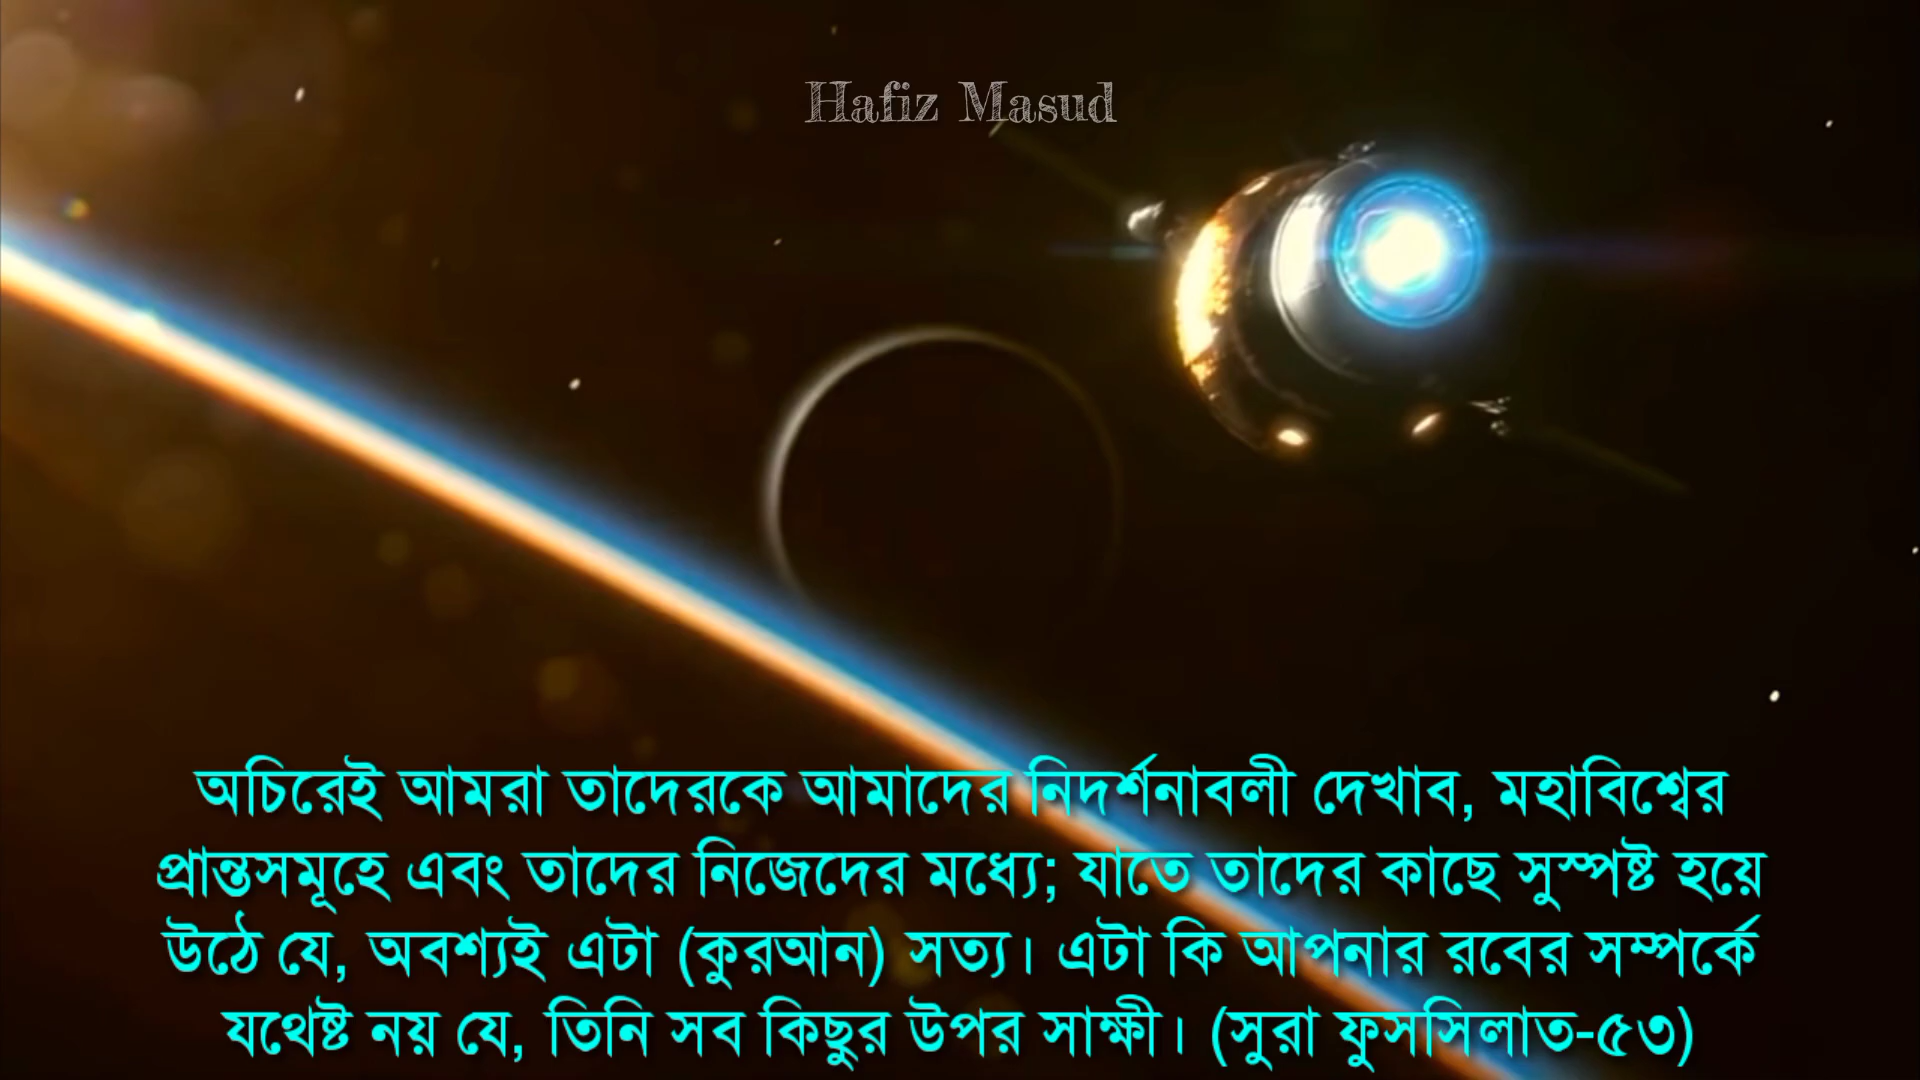 Hafiz Masud
অচিরেই আমরা তাদেরকে আমাদের নিদর্শনাবলী দেখাব, মহাবিশ্বের
প্রান্তসমূহে এবং তাদের নিজেদের মধ্যে; যাতে তাদের কাছে সুস্পষ্ট হয়ে
উঠে যে, অবশ্যই এটা (কুরআন) সত্য। এটা কি আপনার রবের সম্পর্কে
যথেষ্ট নয় যে, তিনি সব কিছুর উপর সাক্ষী। (সুরা ফুসসিলাত-৫৩)